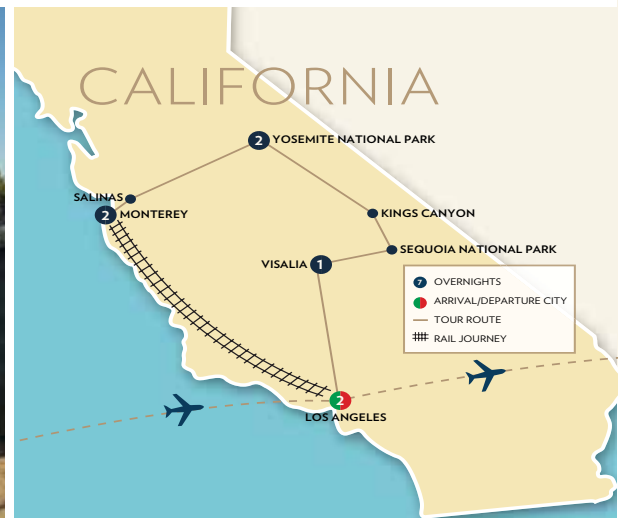 CALIFORNIA
2 YOSEMITE NATIONAL PARK
SALINAS
2 MONTEREY
KINGS CANYON
SEQUOIA NATIONAL PARK
VISALIA 1
7 OVERNIGHTS
ARRIVAL/DEPARTURE CITY
TOUR ROUTE
RAIL JOURNEY
2
LOS ANGELES